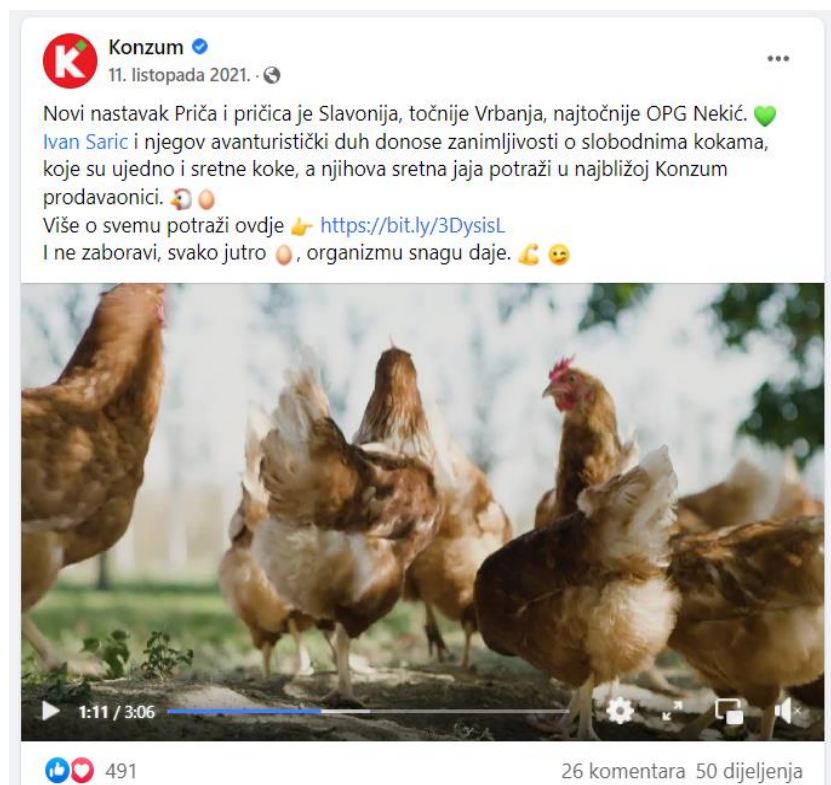 Konzum
11. listopada 2021. ·
Novi nastavak Priča i pričica je Slavonija, točnije Vrbanja, najtočnije OPG Nekić. 💚
Ivan Saric i njegov avanturistički duh donose zanimljivosti o slobodnima kokama,
koje su ujedno i sretne koke, a njihova sretna jaja potraži u najbližoj Konzum
prodavaonici. 🐔🥚
Više o svemu potraži ovdje 👉 https://bit.ly/3DysisL
I ne zaboravi, svako jutro 🥚, organizmu snagu daje. 💪 😉
1:11 / 3:06
491
26 komentara 50 dijeljenja